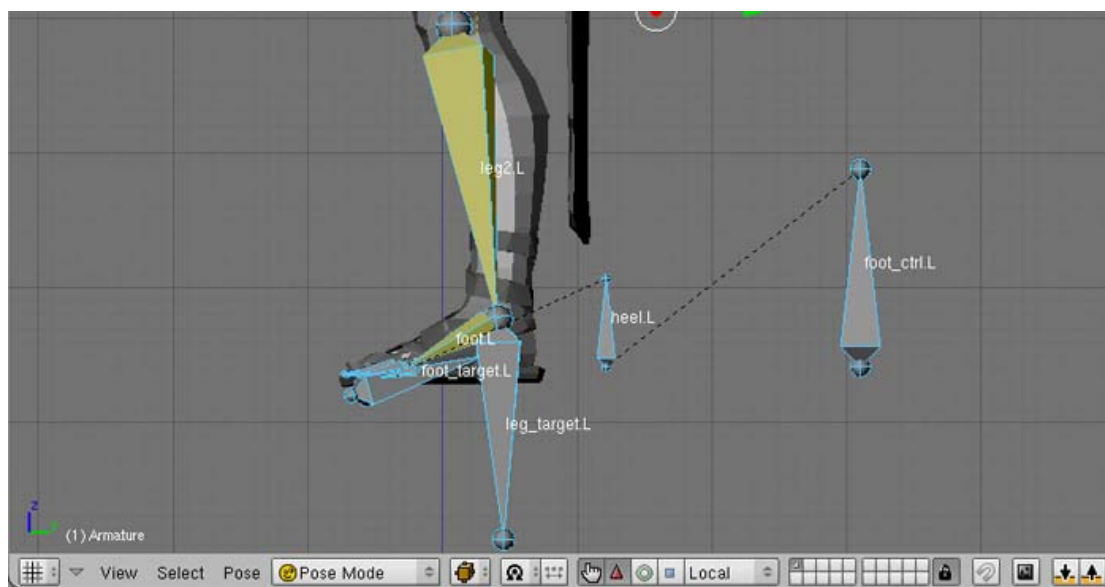 leg2.L
foot_ctrl.L
heel.L
foot.L
foot_target.L
leg_target.L
z
(1) Armature
View Select Pose Pose Mode Local